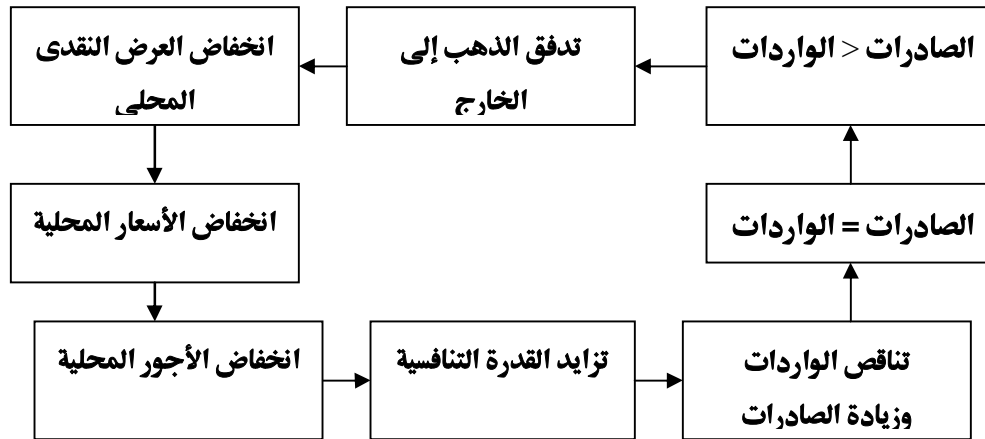 الصادرات < الواردات
تدفق الذهب إلى
الخارج
انخفاض العرض النقدى
المحلي
انخفاض الأسعار المحلية
انخفاض الأجور المحلية
تزايد القدرة التنافسية
تناقص الواردات
وزيادة الصادرات
الصادرات = الواردات